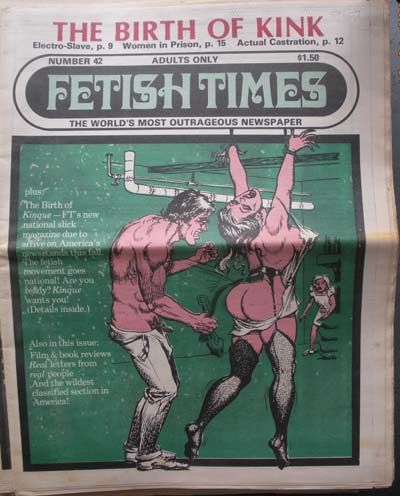 THE BIRTH OF KINK
Electro-Slave, p. 9 Women in Prison, p. 15 Actual Castration, p. 12
NUMBER 42 ADULTS ONLY $1.50
FETISH TIMES
THE WORLD'S MOST OUTRAGEOUS NEWSPAPER
plus:
The Birth of
Kinque—FT's new
national slick
magazine due to
arrive on America's
newsstands this fall.
The fetish
movement goes
national! Are you
ready? Kinque
wants you!
(Details inside.)
Also in this issue:
Film & book reviews
Real letters from
real people
And the wildest
classified section in
America!